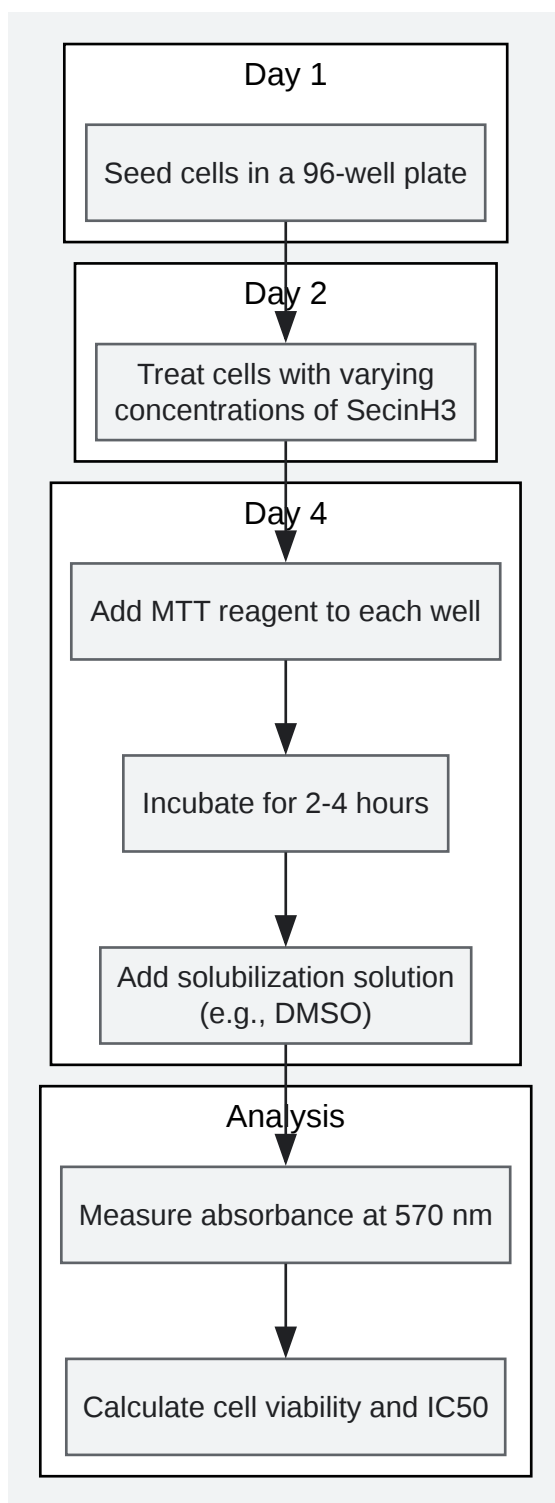 Day 1
Seed cells in a 96-well plate
Day 2
Treat cells with varying
concentrations of SecinH3
Day 4
Add MTT reagent to each well
Incubate for 2-4 hours
Add solubilization solution
(e.g., DMSO)
Analysis
Measure absorbance at 570 nm
Calculate cell viability and IC50